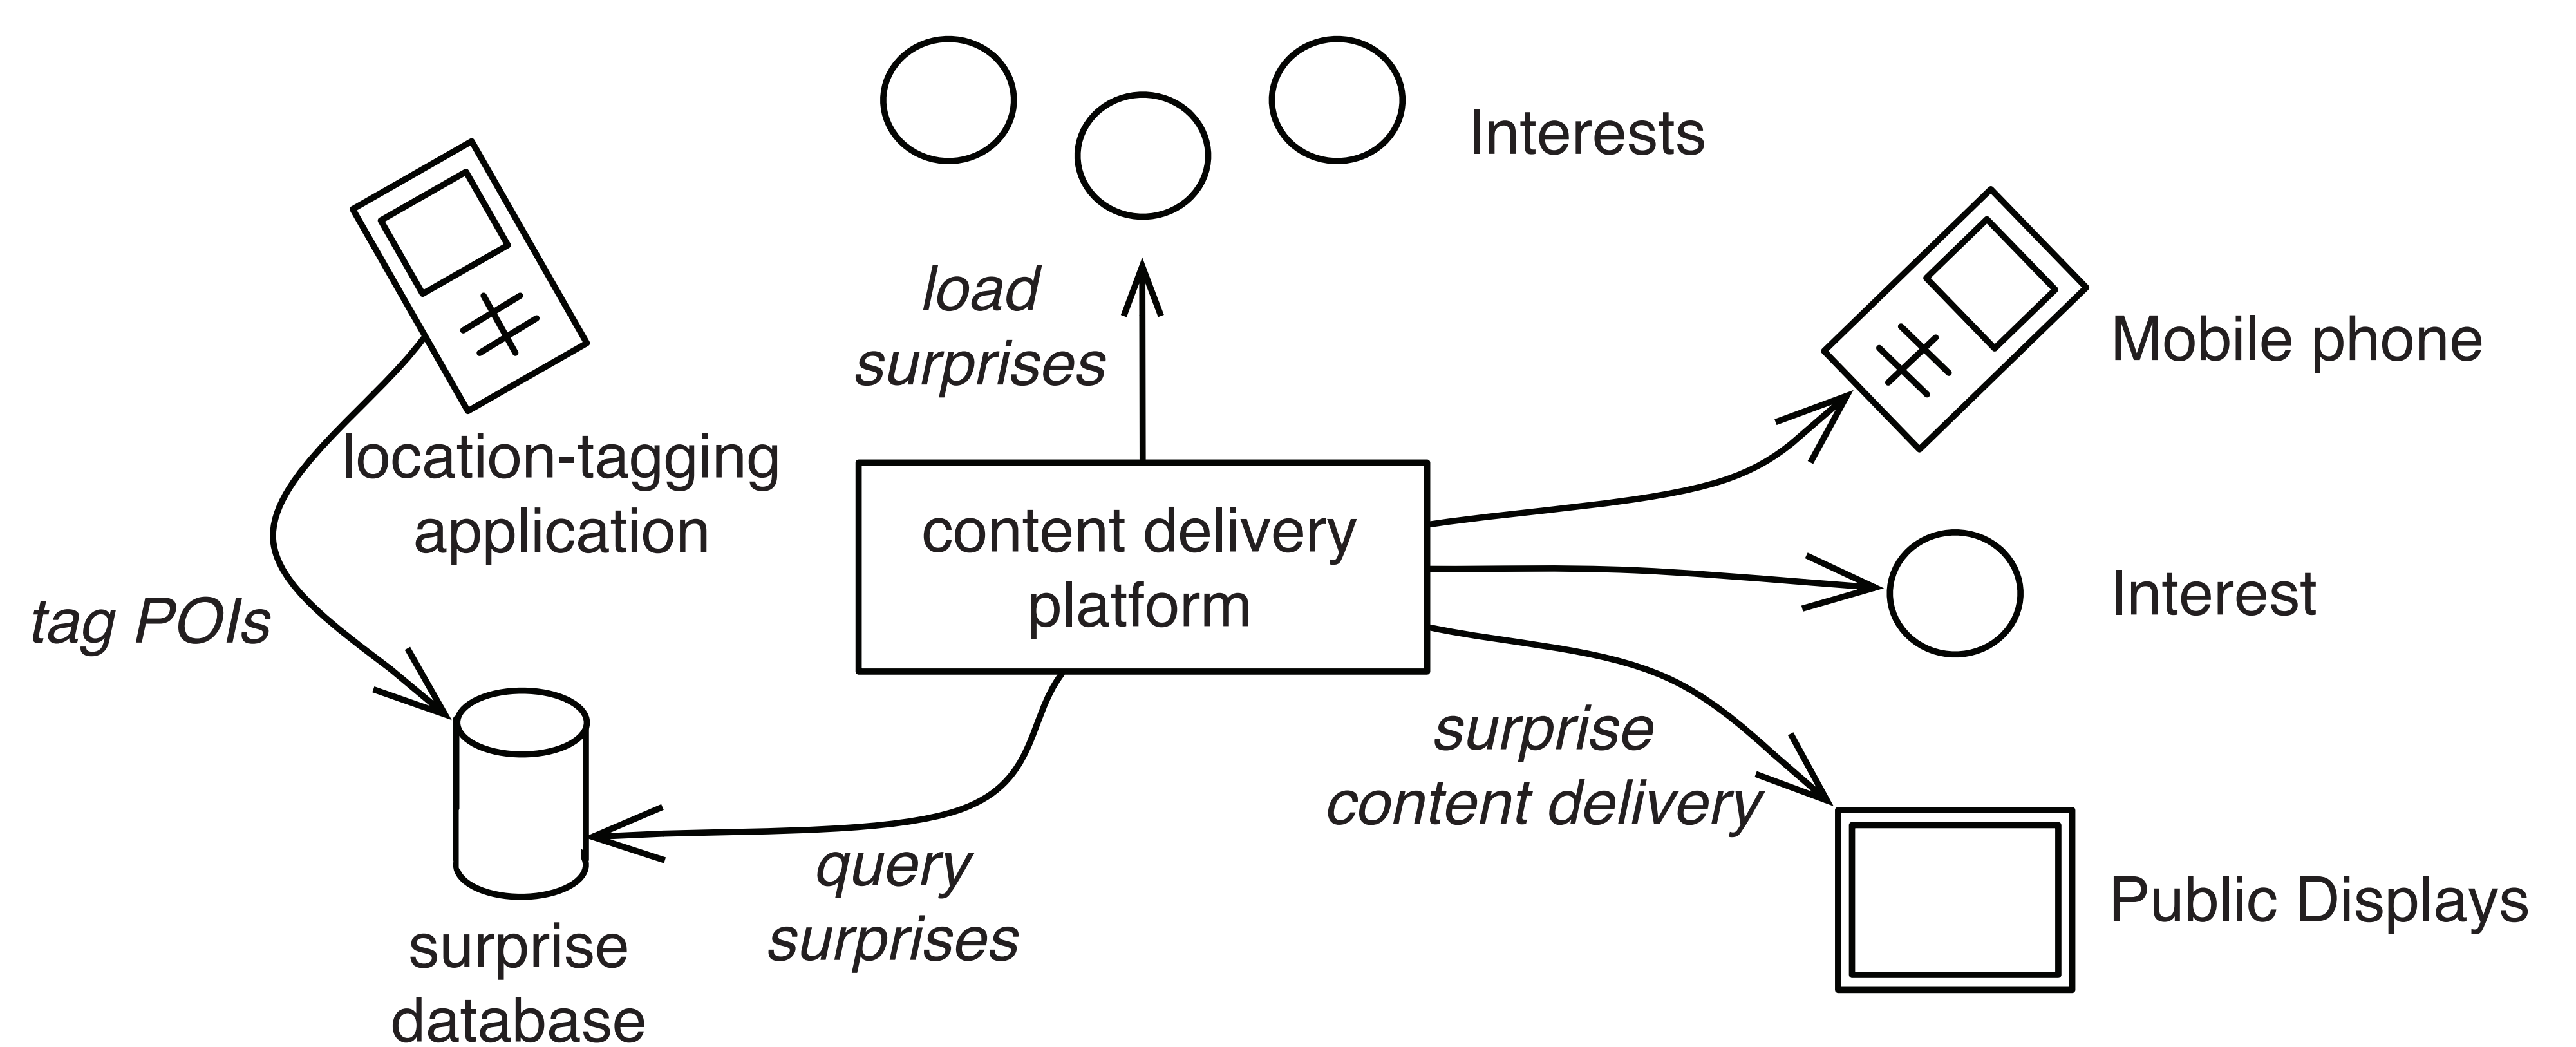 Interests
load
surprises
Mobile phone
location-tagging
application
content delivery
platform
Interest
tag POIs
surprise
content delivery
query
surprises
Public Displays
surprise
database